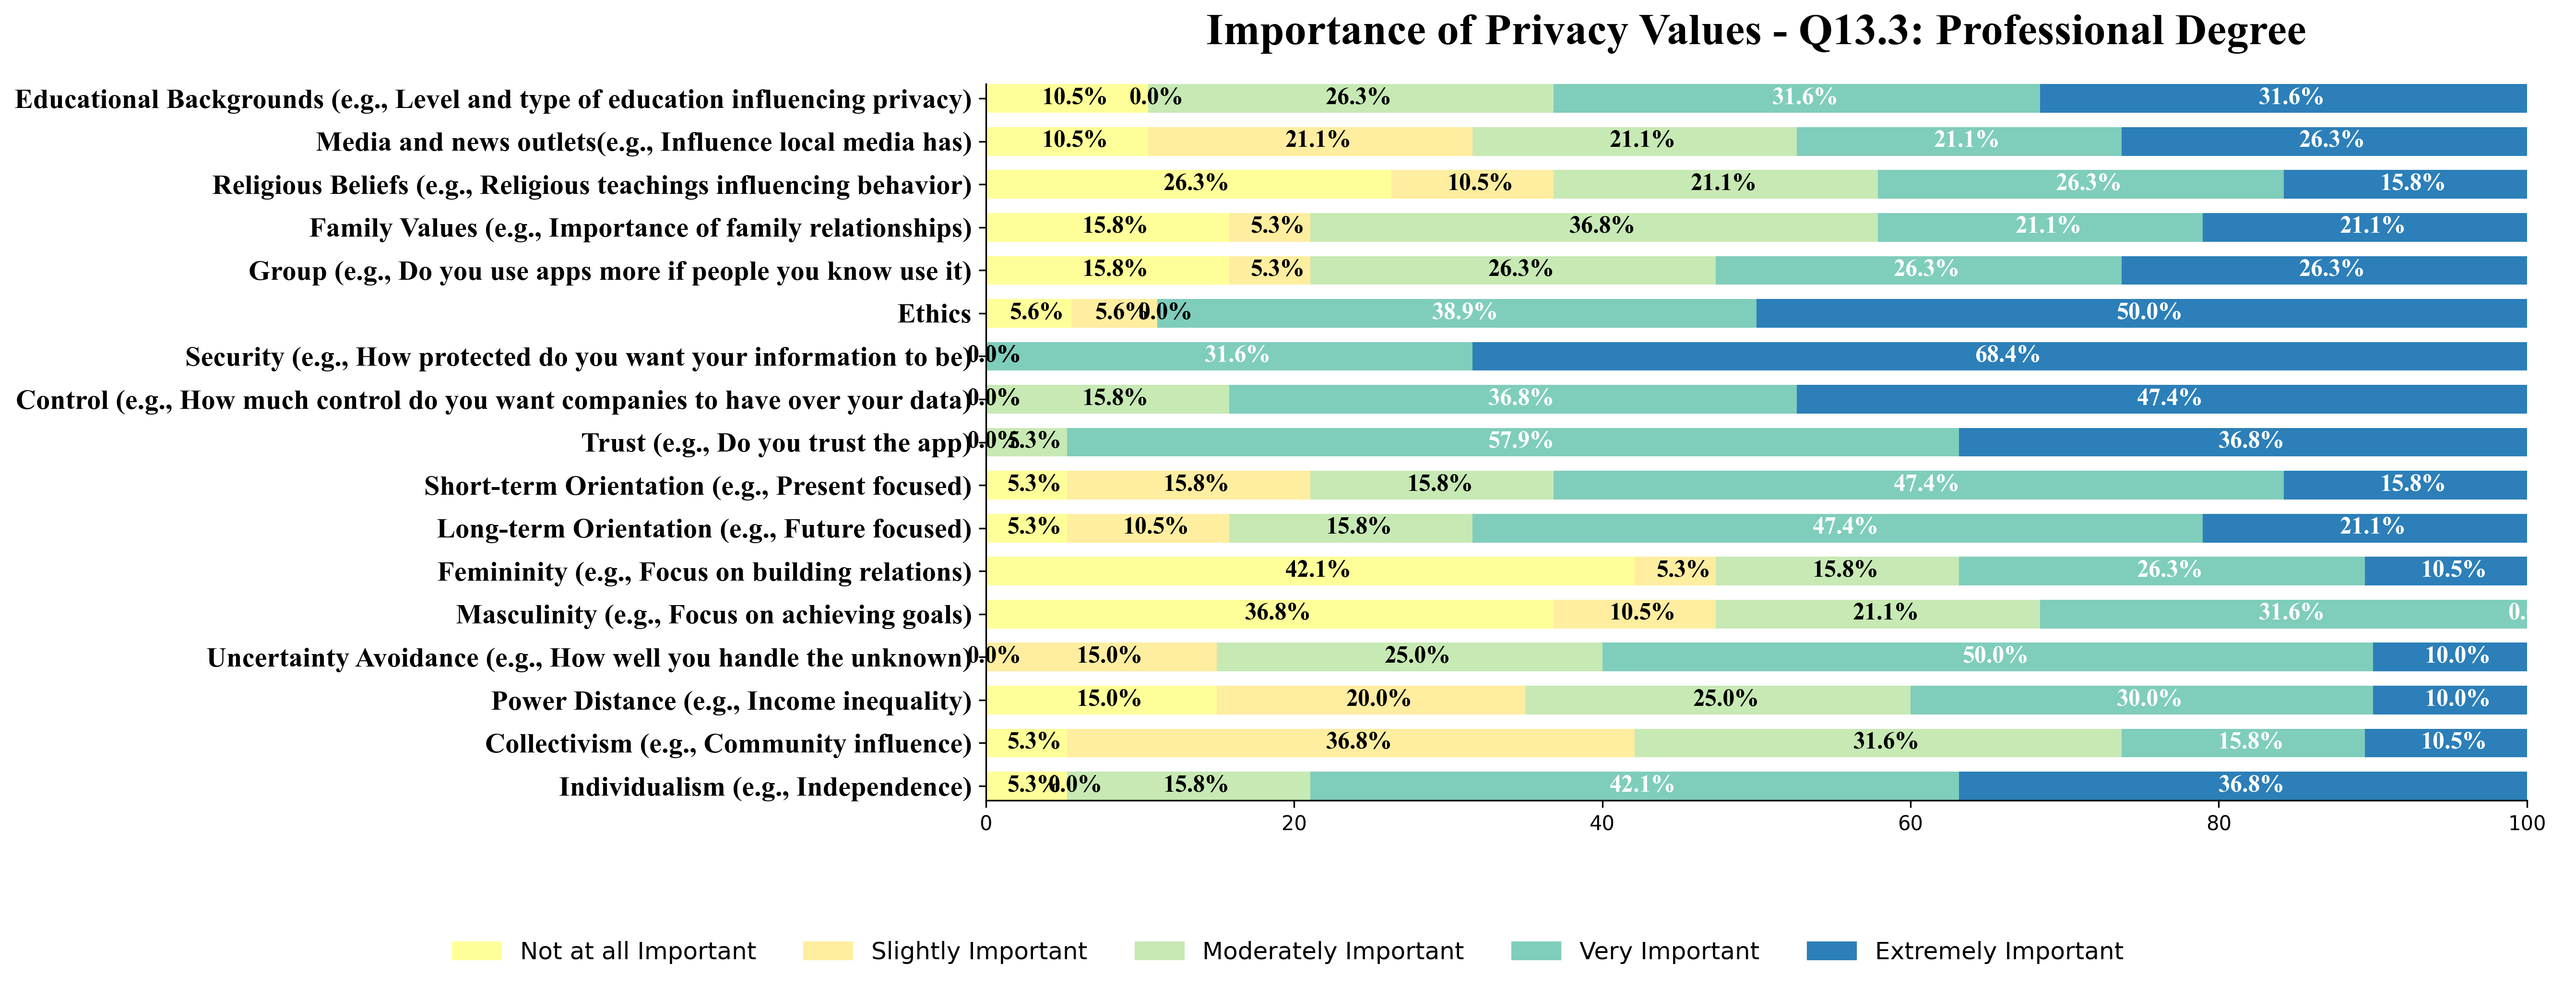 Importance of Privacy Values - Q13.3: Professional Degree
Educational Backgrounds (e.g., Level and type of education influencing privacy) 10.5% 0.0% 26.3% 31.6% 31.6%
Media and news outlets(e.g., Influence local media has) 10.5% 21.1% 21.1% 21.1% 26.3%
Religious Beliefs (e.g., Religious teachings influencing behavior) 26.3% 10.5% 21.1% 26.3% 15.8%
Family Values (e.g., Importance of family relationships) 15.8% 5.3% 36.8% 21.1% 21.1%
Group (e.g., Do you use apps more if people you know use it) 15.8% 5.3% 26.3% 26.3% 26.3%
Ethics 5.6% 5.6% 0.0% 38.9% 50.0%
Security (e.g., How protected do you want your information to be) 0.0% 31.6% 68.4%
Control (e.g., How much control do you want companies to have over your data) 0.0% 15.8% 36.8% 47.4%
Trust (e.g., Do you trust the app) 0.0% 5.3% 57.9% 36.8%
Short-term Orientation (e.g., Present focused) 5.3% 15.8% 15.8% 47.4% 15.8%
Long-term Orientation (e.g., Future focused) 5.3% 10.5% 15.8% 47.4% 21.1%
Femininity (e.g., Focus on building relations) 42.1% 5.3% 15.8% 26.3% 10.5%
Masculinity (e.g., Focus on achieving goals) 36.8% 10.5% 21.1% 31.6% 0.
Uncertainty Avoidance (e.g., How well you handle the unknown) 0.0% 15.0% 25.0% 50.0% 10.0%
Power Distance (e.g., Income inequality) 15.0% 20.0% 25.0% 30.0% 10.0%
Collectivism (e.g., Community influence) 5.3% 36.8% 31.6% 15.8% 10.5%
Individualism (e.g., Independence) 5.3% 0.0% 15.8% 42.1% 36.8%
0 20 40 60 80 100
Not at all Important Slightly Important Moderately Important Very Important Extremely Important